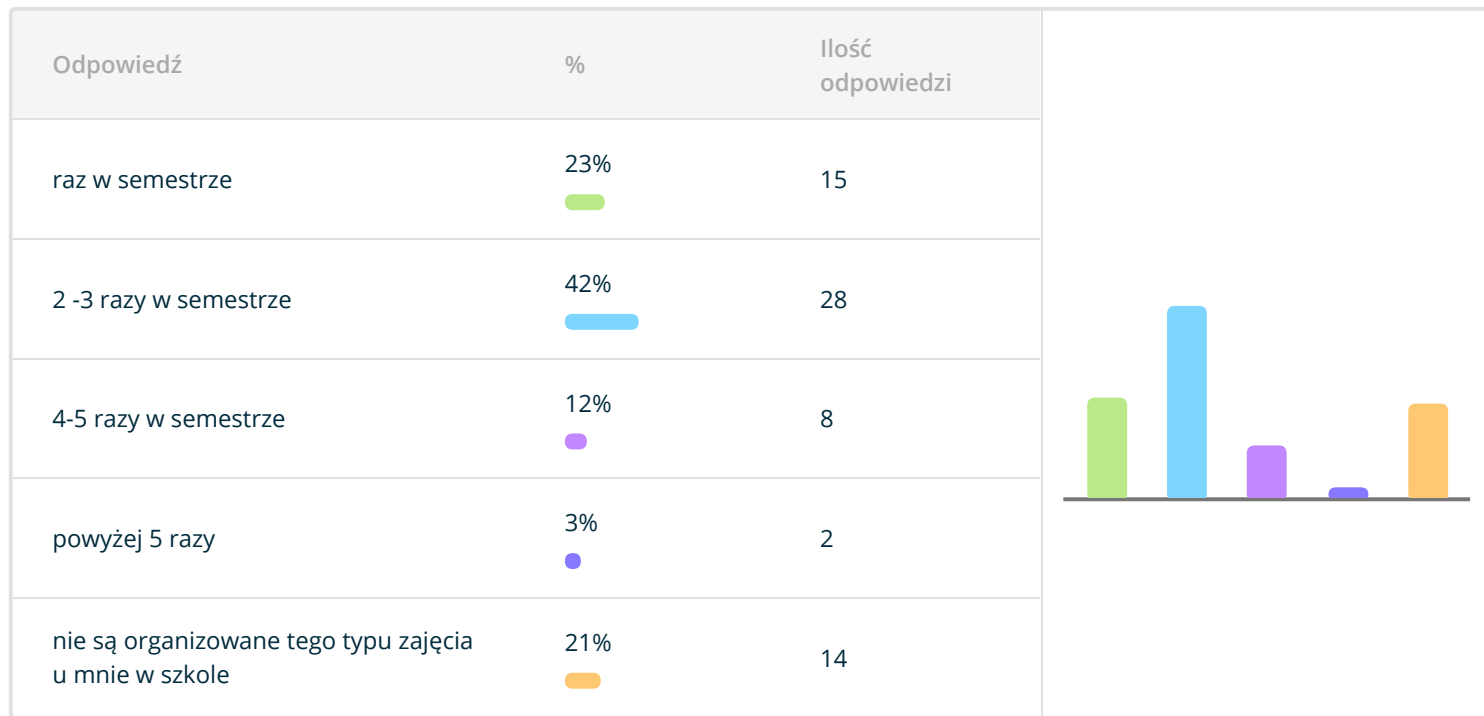 Odpowiedź % Ilość
odpowiedzi
raz w semestrze 23% 15
2 -3 razy w semestrze 42% 28
4-5 razy w semestrze 12% 8
powyżej 5 razy 3% 2
nie są organizowane tego typu zajęcia
u mnie w szkole 21% 14